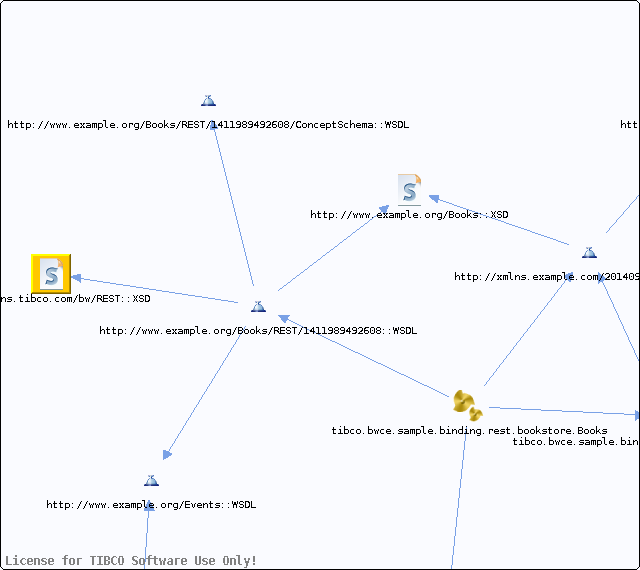 http://www.example.org/Books/REST/1411989492608/ConceptSchema::WSDL
htt
http://www.example.org/Books::XSD
http://xmlns.example.com/201409
ns.tibco.com/bw/REST::XSD
http://www.example.org/Books/REST/1411989492608::WSDL
tibco.bwce.sample.binding.rest.bookstore.Books
tibco.bwce.sample.bin
http://www.example.org/Events::WSDL
License for TIBCO Software Use Only!